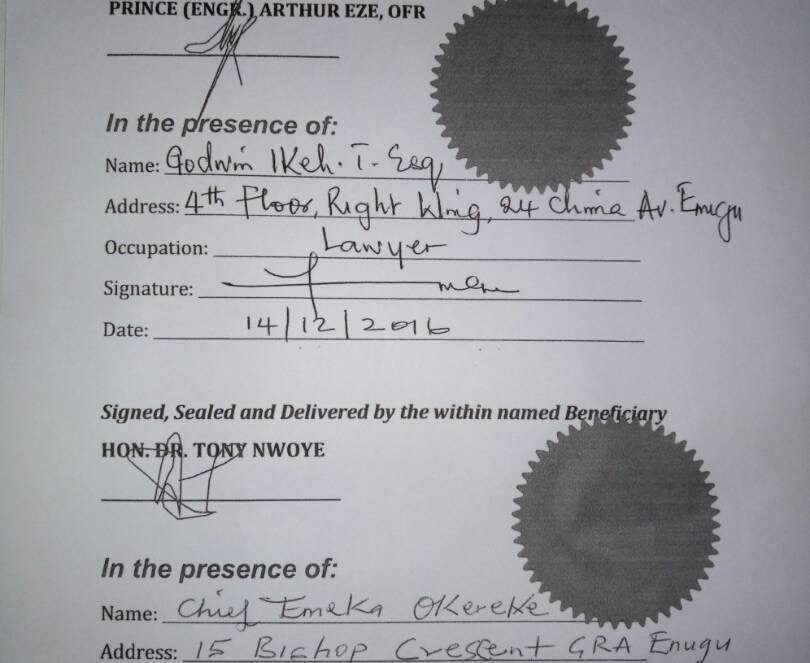 PRINCE (ENGR.) ARTHUR EZE, OFR
In the presence of:
Name: Godwin Ikeh. T. Esq
Address: 4th Floor, Right Wing, 24 Chime Av. Enugu
Occupation: Lawyer
Signature:
Date: 14/12/2016
Signed, Sealed and Delivered by the within named Beneficiary
HON. DR. TONY NWOYE
In the presence of:
Name: Chief Emeka Okereke
Address: 15 Bishop Crescent GRA Enugu